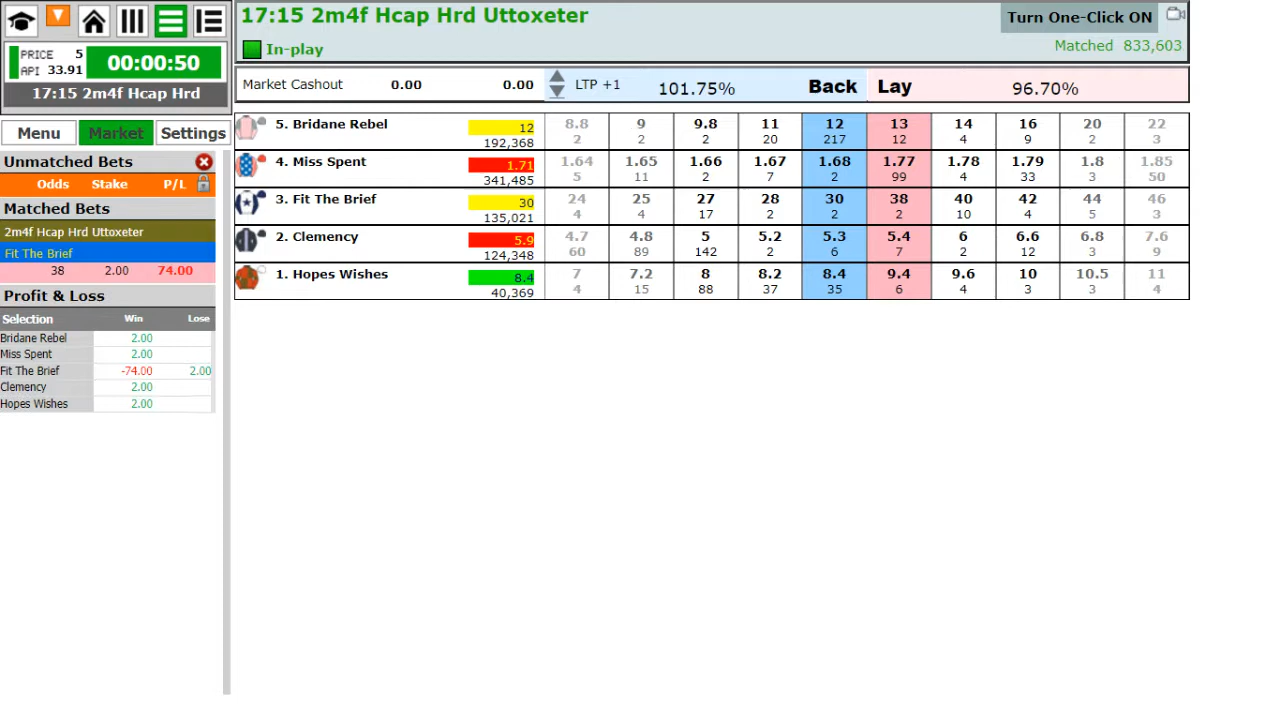 17:15 2m4f Hcap Hrd Uttoxeter
Turn One-Click ON
In-play
Matched 833,603
PRICE 5
API 33.91
00:00:50
17:15 2m4f Hcap Hrd
Market Cashout 0.00 0.00 LTP +1 101.75% Back Lay 96.70%
Menu Market Settings
Unmatched Bets
Odds Stake P/L
Matched Bets
2m4f Hcap Hrd Uttoxeter
Fit The Brief
38 2.00 74.00
Profit & Loss
Selection Win Lose
Bridane Rebel 2.00
Miss Spent 2.00
Fit The Brief -74.00 2.00
Clemency 2.00
Hopes Wishes 2.00
5. Bridane Rebel 12 8.8 9 9.8 11 12 13 14 16 20 22
192,368 2 2 2 20 217 12 4 9 2 3
4. Miss Spent 1.71 1.64 1.65 1.66 1.67 1.68 1.77 1.78 1.79 1.8 1.85
341,485 5 11 2 7 2 99 4 33 3 50
3. Fit The Brief 30 24 25 27 28 30 38 40 42 44 46
135,021 4 4 17 2 2 2 10 4 5 3
2. Clemency 5.9 4.7 4.8 5 5.2 5.3 5.4 6 6.6 6.8 7.6
124,348 60 89 142 2 6 7 2 12 3 9
1. Hopes Wishes 8.4 7 7.2 8 8.2 8.4 9.4 9.6 10 10.5 11
40,369 4 15 88 37 35 6 4 3 3 4